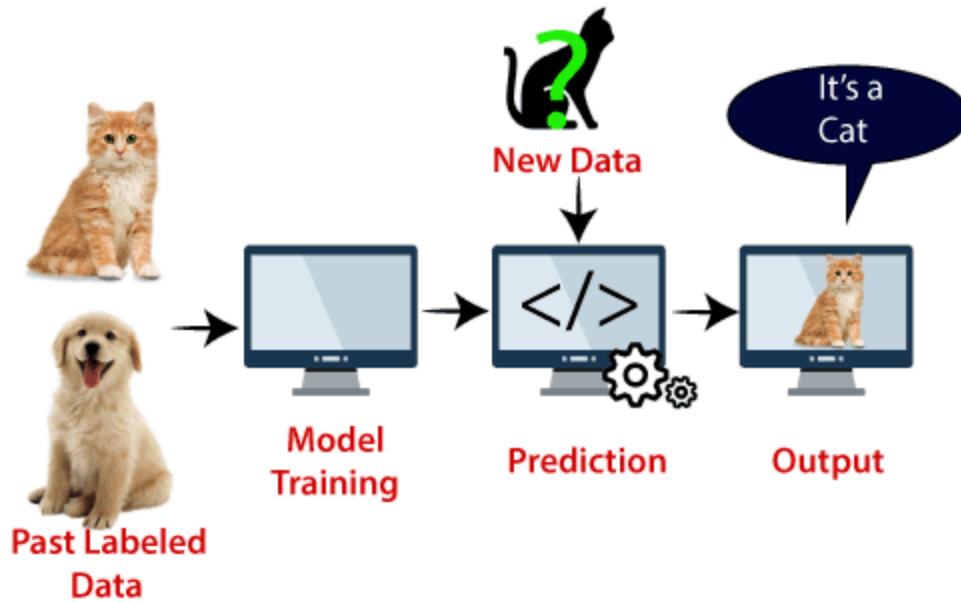 It's a
Cat
?
New Data
</>
Model
Training
Prediction
Output
Past Labeled
Data